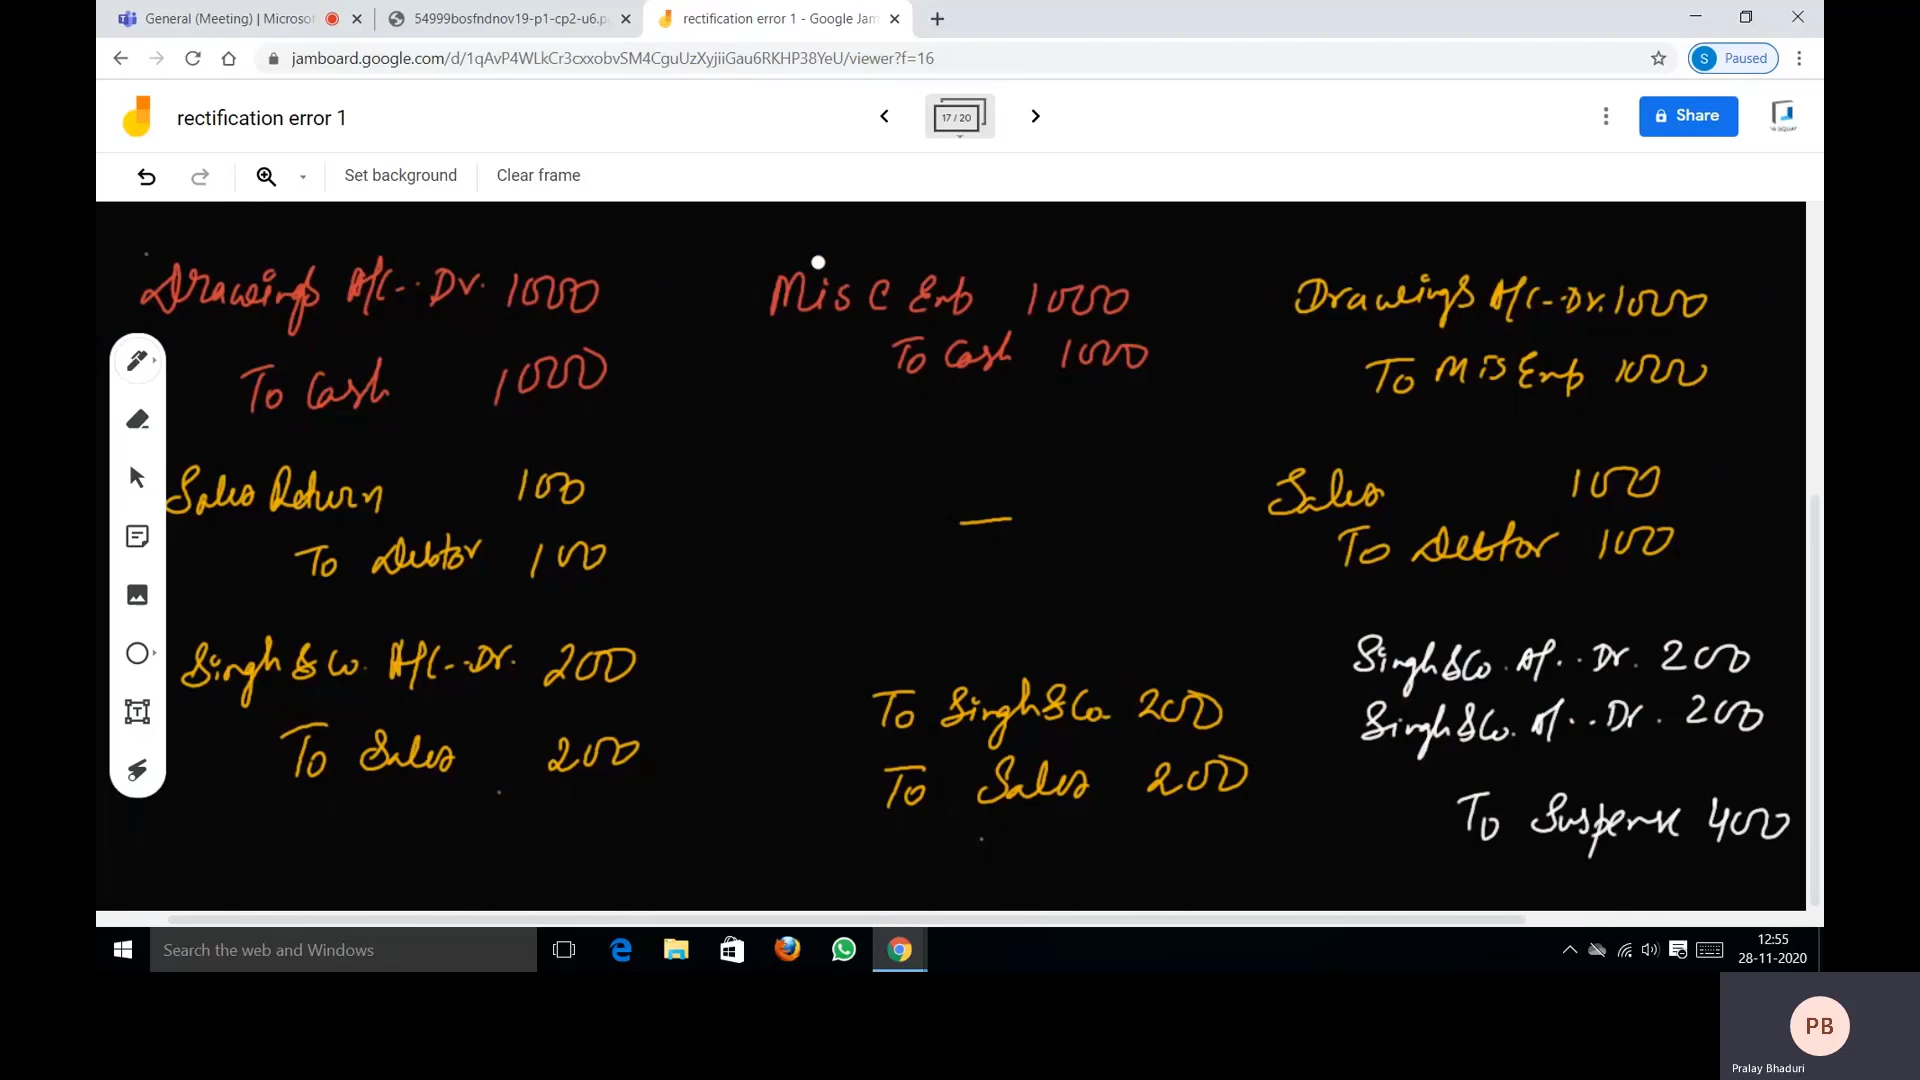 General (Meeting) | Microso
54999bosfndnov19-p1-cp2-u6.p
rectification error 1 - Google Jam
jamboard.google.com/d/1qAvP4WLkCr3cxxobvSM4CguUzXyjiiGau6RKHP38YeU/viewer?f=16
S Paused
rectification error 1
17 / 20
Share
Set background
Clear frame
Drawings A/C-- Dr. 1000
To Cash 1000
Misc Exp 1000
To Cash 1000
Drawings A/C-- Dr. 1000
To Mis Exp 1000
Sales Return 100
To Debtor 100
—
Sales 100
To Debtor 100
Singh & Co. A/C-- Dr. 200
To Sales 200
To Singh & Co. 200
To Sales 200
Singh & Co. A/.. Dr. 200
Singh & Co. A/.. Dr. 200
To Suspense 400
Search the web and Windows
12:55
28-11-2020
PB
Pralay Bhaduri